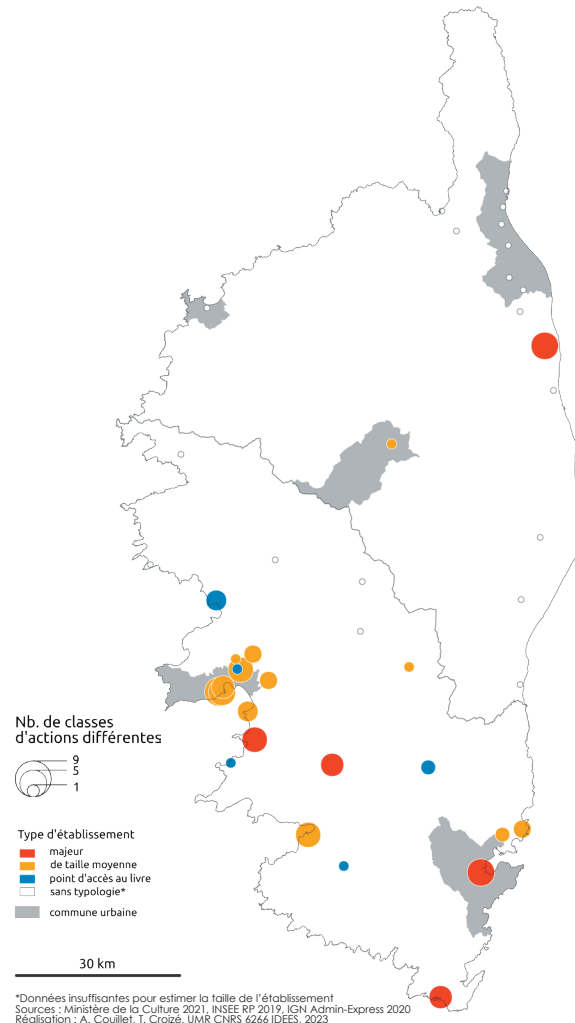 Nb. de classes
d'actions différentes
9
5
1
Type d'établissement
majeur
de taille moyenne
point d'accès au livre
sans typologie*
commune urbaine
30 km
*Données insuffisantes pour estimer la taille de l'établissement
Sources : Ministère de la Culture 2021, INSEE RP 2019, IGN Admin-Express 2020
Réalisation : A. Couillet, T. Croizé, UMR CNRS 6266 IDEES, 2023